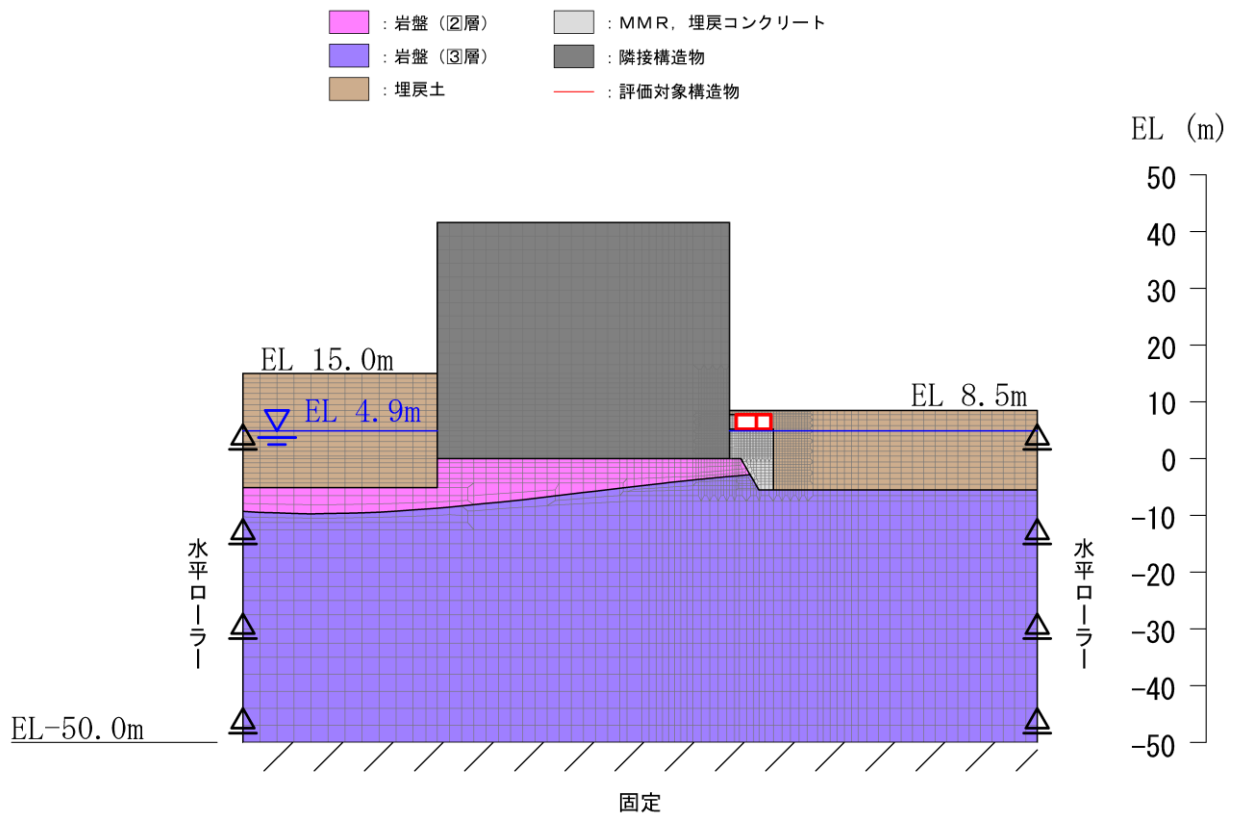 ：岩盤（②層）
：岩盤（③層）
：埋戻土
：ＭＭＲ，埋戻コンクリート
：隣接構造物
：評価対象構造物
EL (m)
50
40
30
20
10
0
-10
-20
-30
-40
-50
EL 15.0m
EL 4.9m
EL 8.5m
水平ローラー
水平ローラー
EL-50.0m
固定